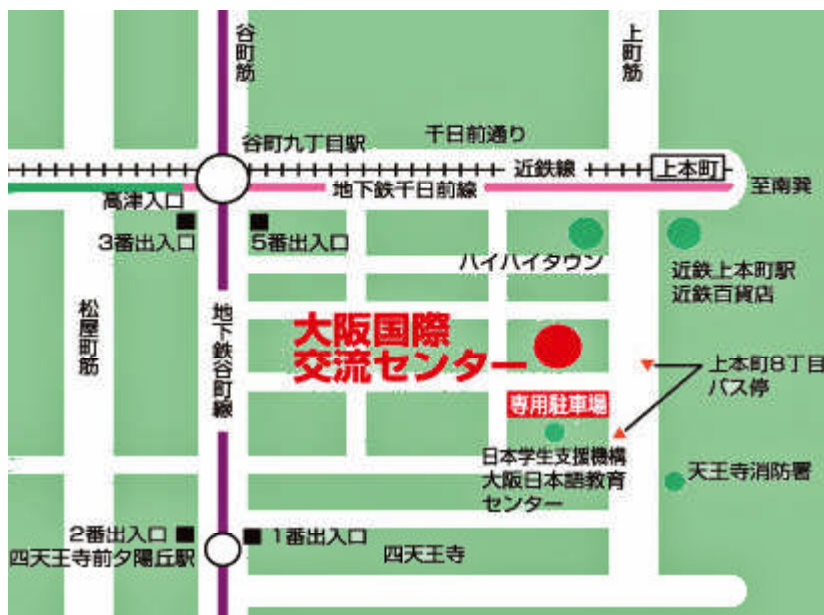 谷町筋
上町筋
谷町九丁目駅
千日前通り
近鉄線
上本町
地下鉄千日前線
至南巽
高津入口
3番出入口
5番出入口
ハイハイタウン
近鉄上本町駅
近鉄百貨店
松屋町筋
地下鉄谷町線
大阪国際
交流センター
上本町8丁目
バス停
専用駐車場
日本学生支援機構
大阪日本語教育
センター
天王寺消防署
2番出入口
1番出入口
四天王寺前夕陽丘駅
四天王寺